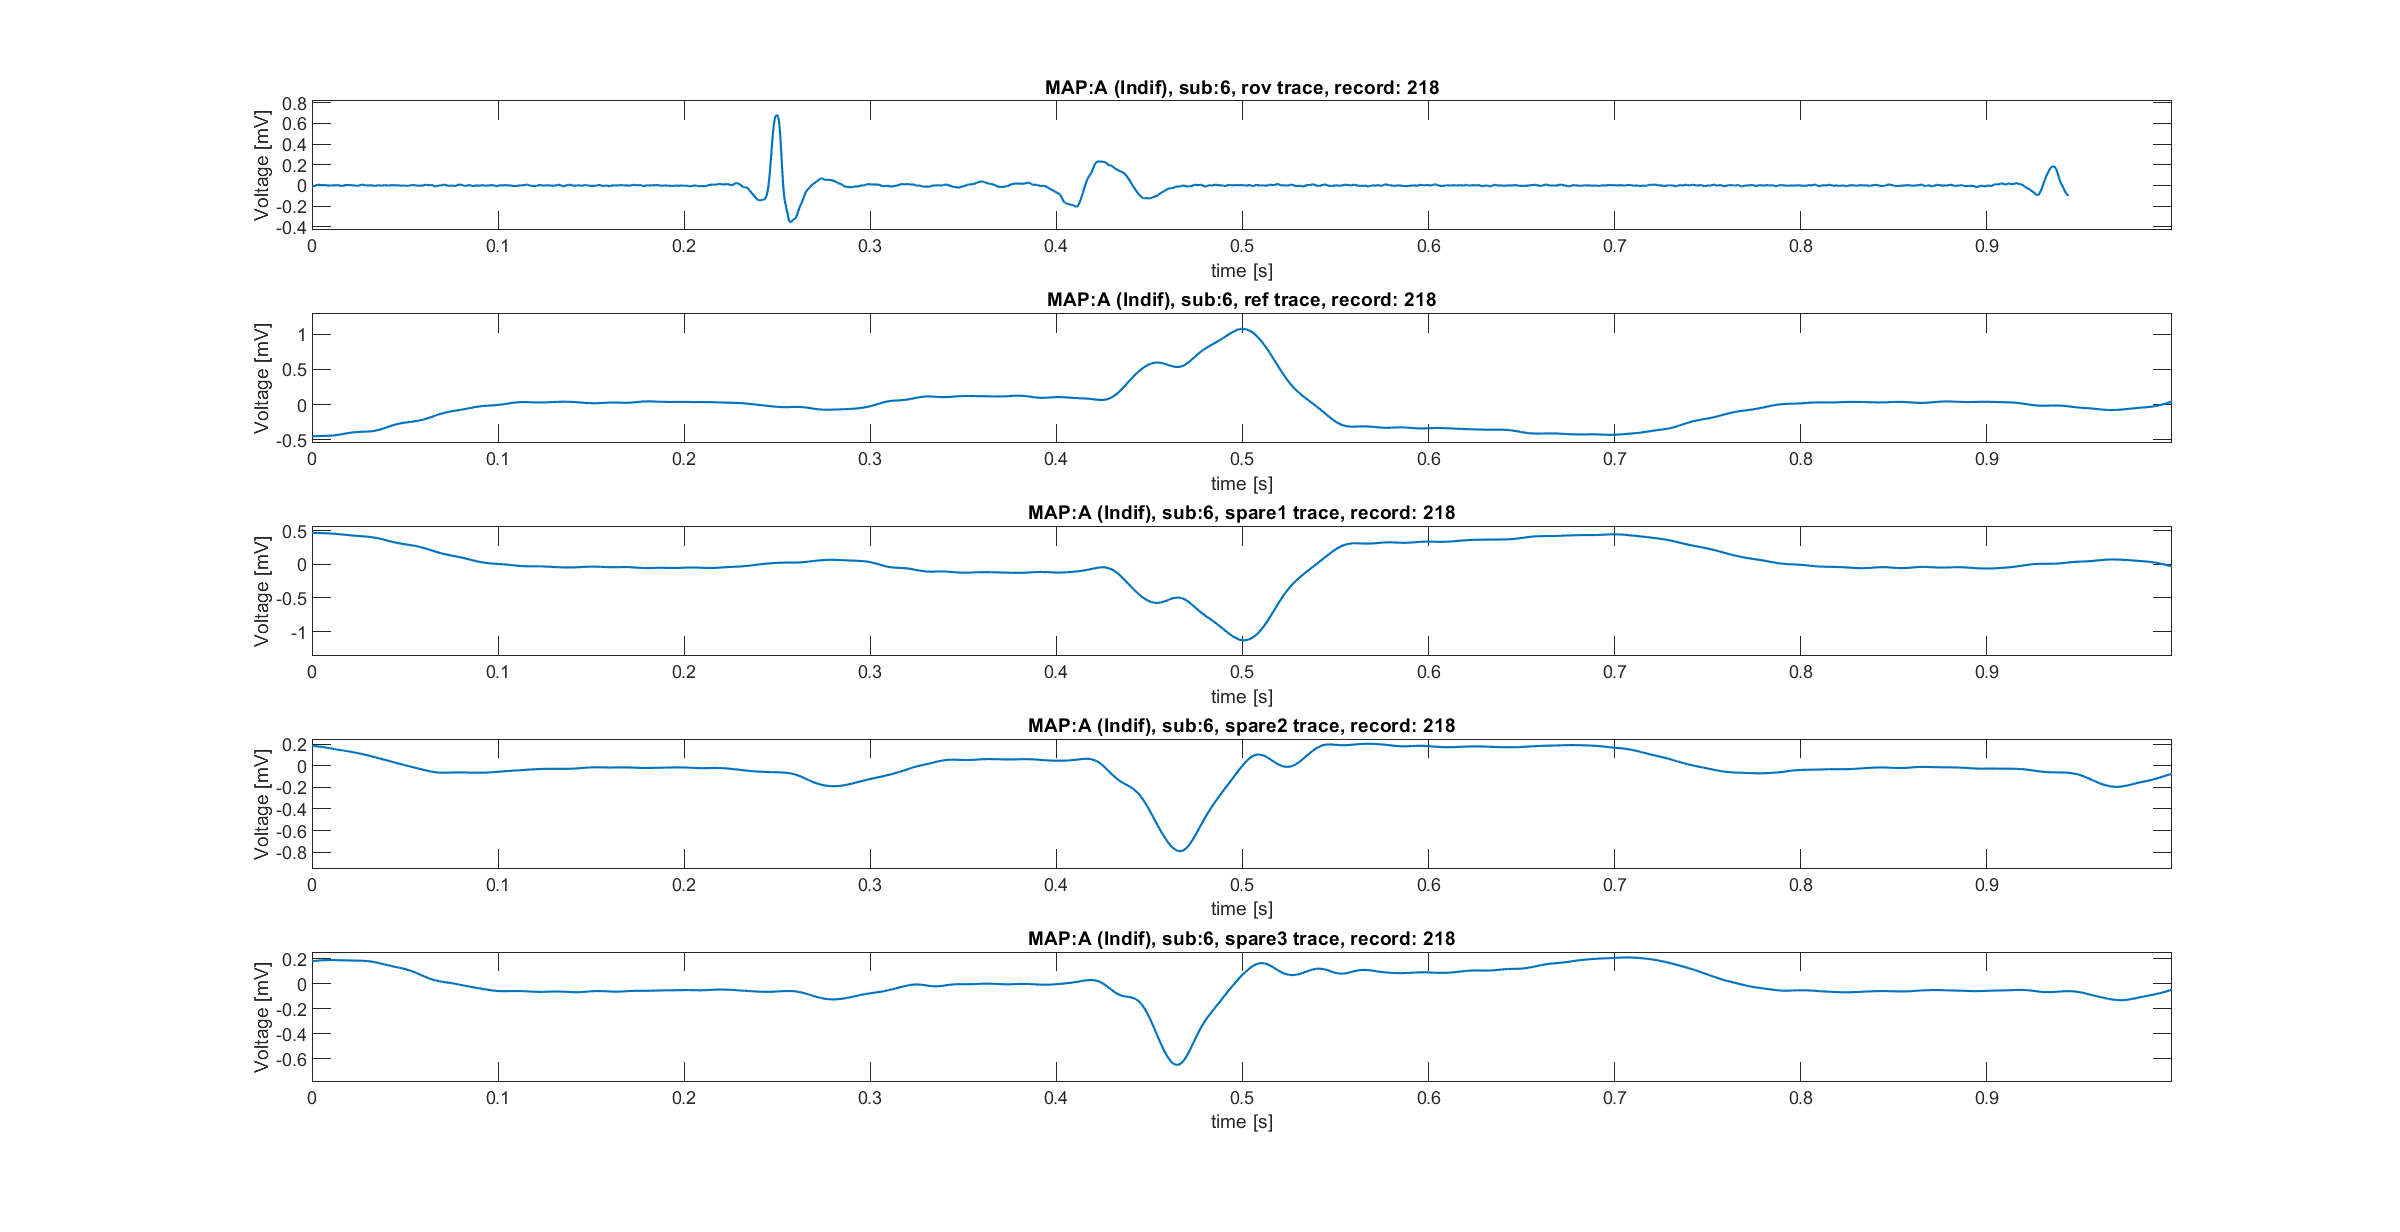 MAP:A (Indif), sub:6, rov trace, record: 218
Voltage [mV]
0.8
0.6
0.4
0.2
0
-0.2
-0.4
0 0.1 0.2 0.3 0.4 0.5 0.6 0.7 0.8 0.9
time [s]
MAP:A (Indif), sub:6, ref trace, record: 218
Voltage [mV]
1
0.5
0
-0.5
0 0.1 0.2 0.3 0.4 0.5 0.6 0.7 0.8 0.9
time [s]
MAP:A (Indif), sub:6, spare1 trace, record: 218
Voltage [mV]
0.5
0
-0.5
-1
0 0.1 0.2 0.3 0.4 0.5 0.6 0.7 0.8 0.9
time [s]
MAP:A (Indif), sub:6, spare2 trace, record: 218
Voltage [mV]
0.2
0
-0.2
-0.4
-0.6
-0.8
0 0.1 0.2 0.3 0.4 0.5 0.6 0.7 0.8 0.9
time [s]
MAP:A (Indif), sub:6, spare3 trace, record: 218
Voltage [mV]
0.2
0
-0.2
-0.4
-0.6
0 0.1 0.2 0.3 0.4 0.5 0.6 0.7 0.8 0.9
time [s]